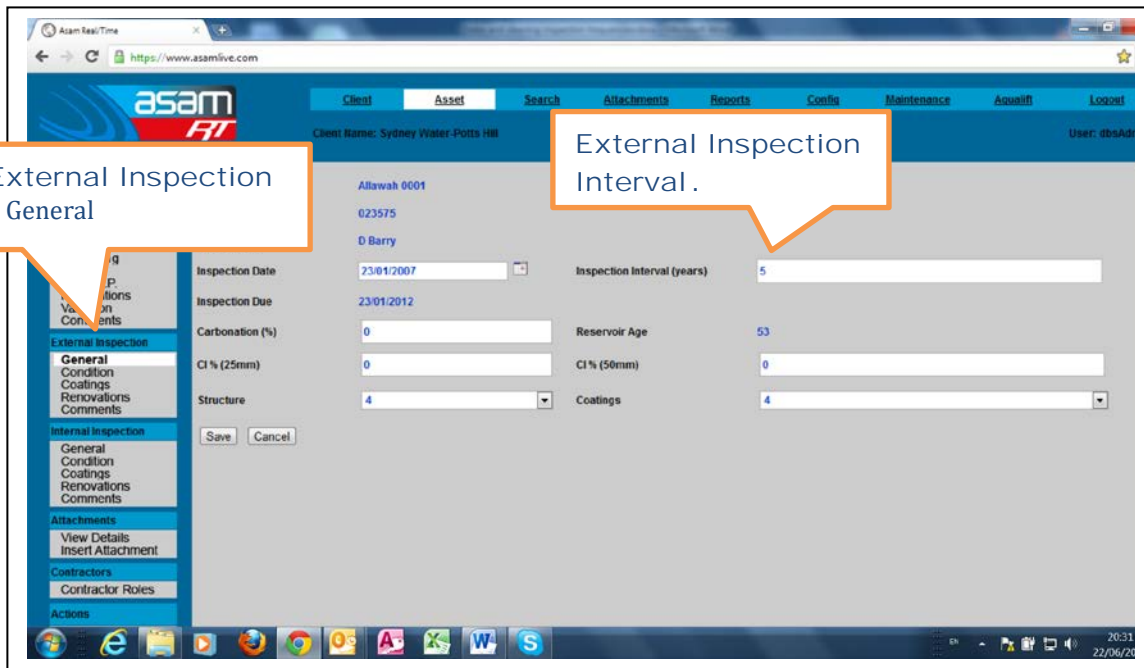 Asam Real/Time
https://www.asamlive.com
asam
RT
Client Asset Search Attachments Reports Config Maintenance Aqualift Logout
Client Name: Sydney Water-Potts Hill
User: dbsAd
External Inspection
Interval.
External Inspection
General
Allawah 0001
023575
D Barry
Inspection Date 23/01/2007 Inspection Interval (years) 5
Inspection Due 23/01/2012
Carbonation (%) 0 Reservoir Age 53
Cl % (25mm) 0 Cl % (50mm) 0
Structure 4 Coatings 4
Save Cancel
Comments
External Inspection
General
Condition
Coatings
Renovations
Comments
Internal Inspection
General
Condition
Coatings
Renovations
Comments
Attachments
View Details
Insert Attachment
Contractors
Contractor Roles
Actions
EN
20:31
22/06/20